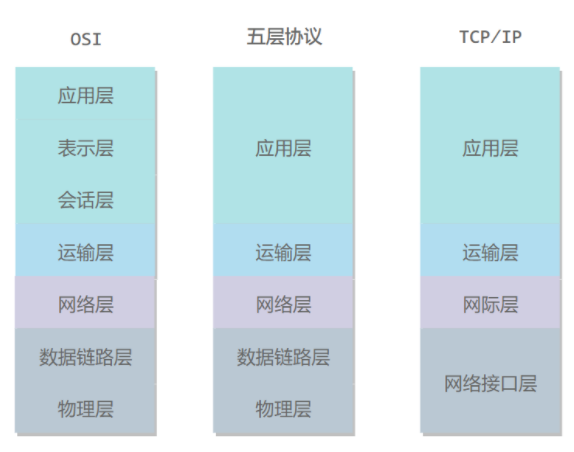 OSI
五层协议
TCP/IP
应用层
表示层
会话层
运输层
网络层
数据链路层
物理层
应用层
运输层
网络层
数据链路层
物理层
应用层
运输层
网际层
网络接口层